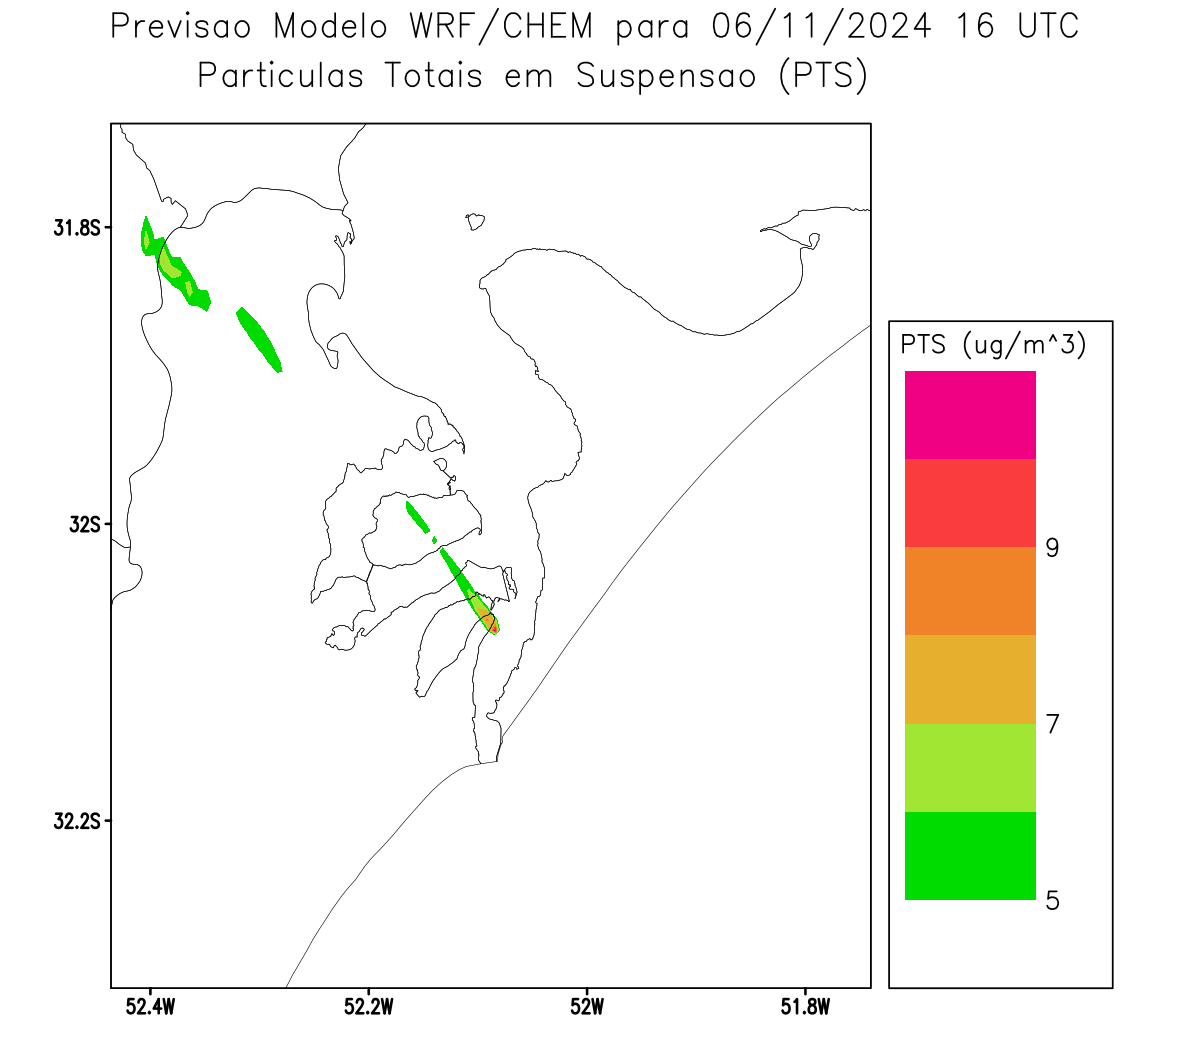 Previsao Modelo WRF/CHEM para 06/11/2024 16 UTC
Particulas Totais em Suspensao (PTS)
31.8S
32S
32.2S
52.4W
52.2W
52W
51.8W
PTS (ug/m^3)
9
7
5